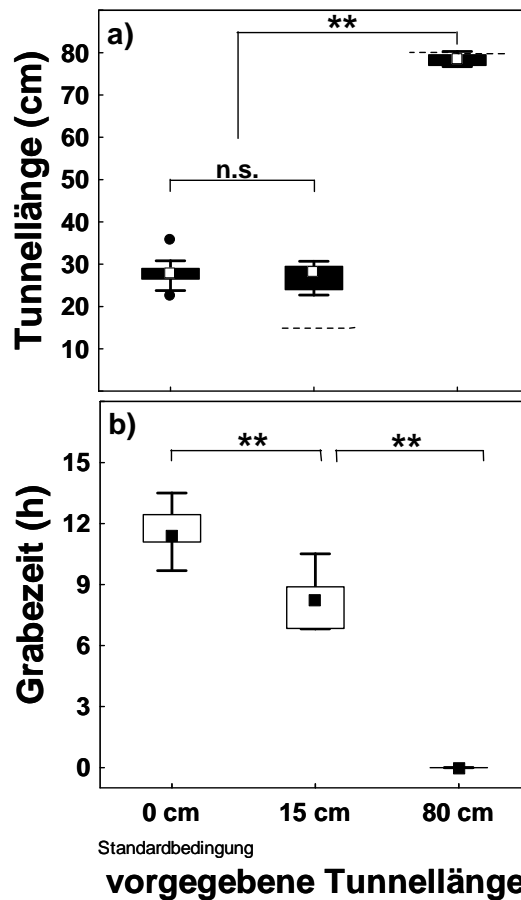 a)
**
Tunnellänge (cm)
80
70
60
50
40
30
20
10
n.s.
b)
**
**
Grabezeit (h)
15
12
9
6
3
0
0 cm
15 cm
80 cm
Standardbedingung
vorgegebene Tunnellänge